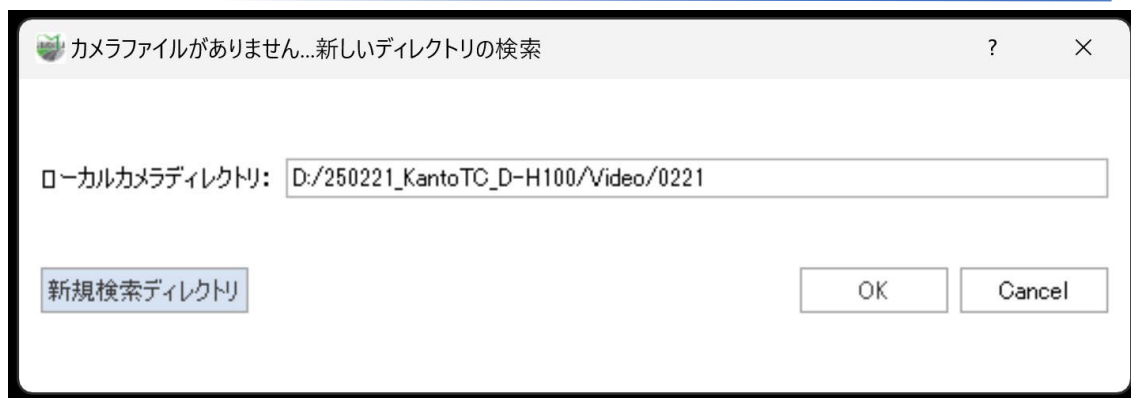 カメラファイルがありません...新しいディレクトリの検索 ? ×
ローカルカメラディレクトリ: D:/250221_KantoTC_D-H100/Video/0221
新規検索ディレクトリ OK Cancel